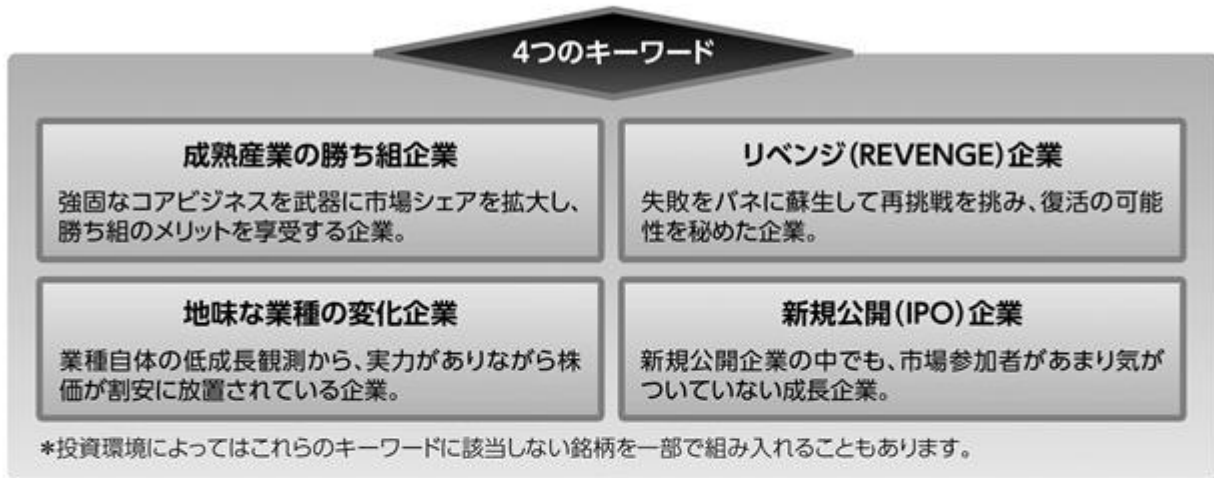 4つのキーワード
成熟産業の勝ち組企業
強固なコアビジネスを武器に市場シェアを拡大し、
勝ち組のメリットを享受する企業。
リベンジ(REVENGE)企業
失敗をバネに蘇生して再挑戦を挑み、復活の可能
性を秘めた企業。
地味な業種の変化企業
業種自体の低成長観測から、実力がありながら株
価が割安に放置されている企業。
新規公開(IPO)企業
新規公開企業の中でも、市場参加者があまり気が
ついていない成長企業。
*投資環境によってはこれらのキーワードに該当しない銘柄を一部で組み入れることもあります。